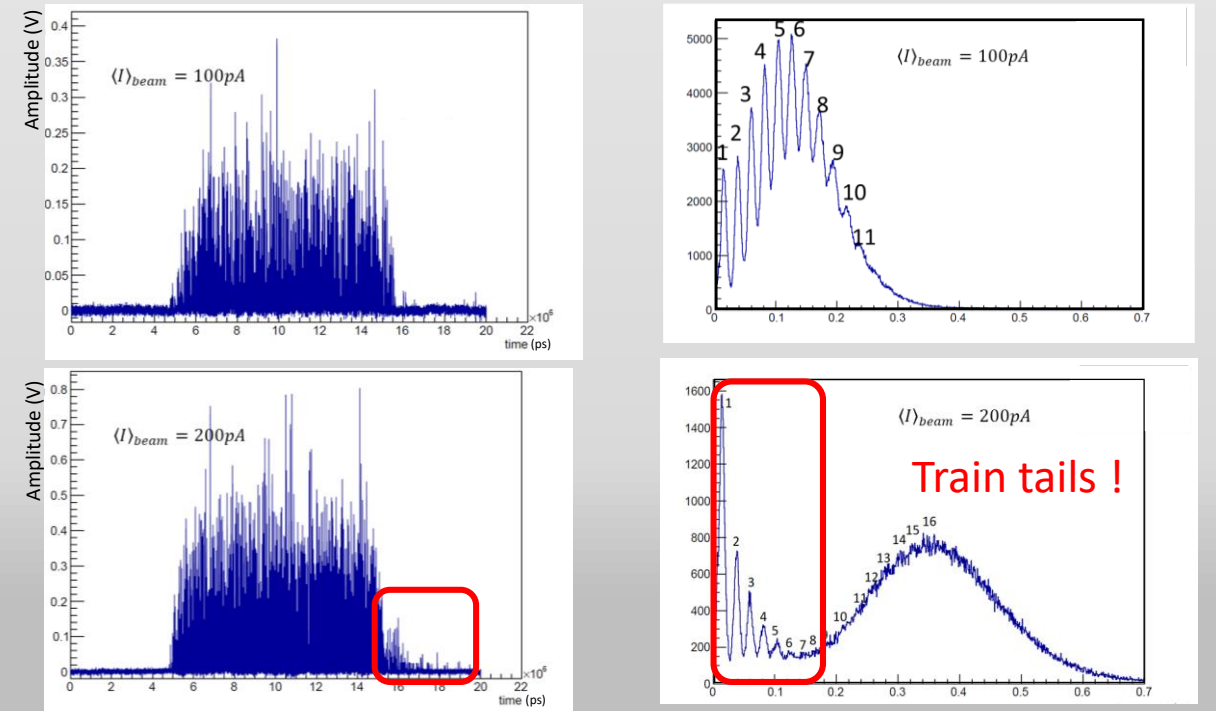 Amplitude (V)
⟨I⟩beam = 100pA
0.4
0.35
0.3
0.25
0.2
0.15
0.1
0.05
0
0 2 4 6 8 10 12 14 16 18 20 22
×10⁶
time (ps)
⟨I⟩beam = 100pA
5000
4000
3000
2000
1000
0
1 2 3 4 5 6 7 8 9 10 11
0 0.1 0.2 0.3 0.4 0.5 0.6 0.7
Amplitude (V)
⟨I⟩beam = 200pA
0.8
0.7
0.6
0.5
0.4
0.3
0.2
0.1
0
0 2 4 6 8 10 12 14 16 18 20 22
×10⁶
time (ps)
⟨I⟩beam = 200pA
Train tails !
1600
1400
1200
1000
800
600
400
200
0
1 2 3 4 5 6 7 8 10 11 12 13 14 15 16
0 0.1 0.2 0.3 0.4 0.5 0.6 0.7